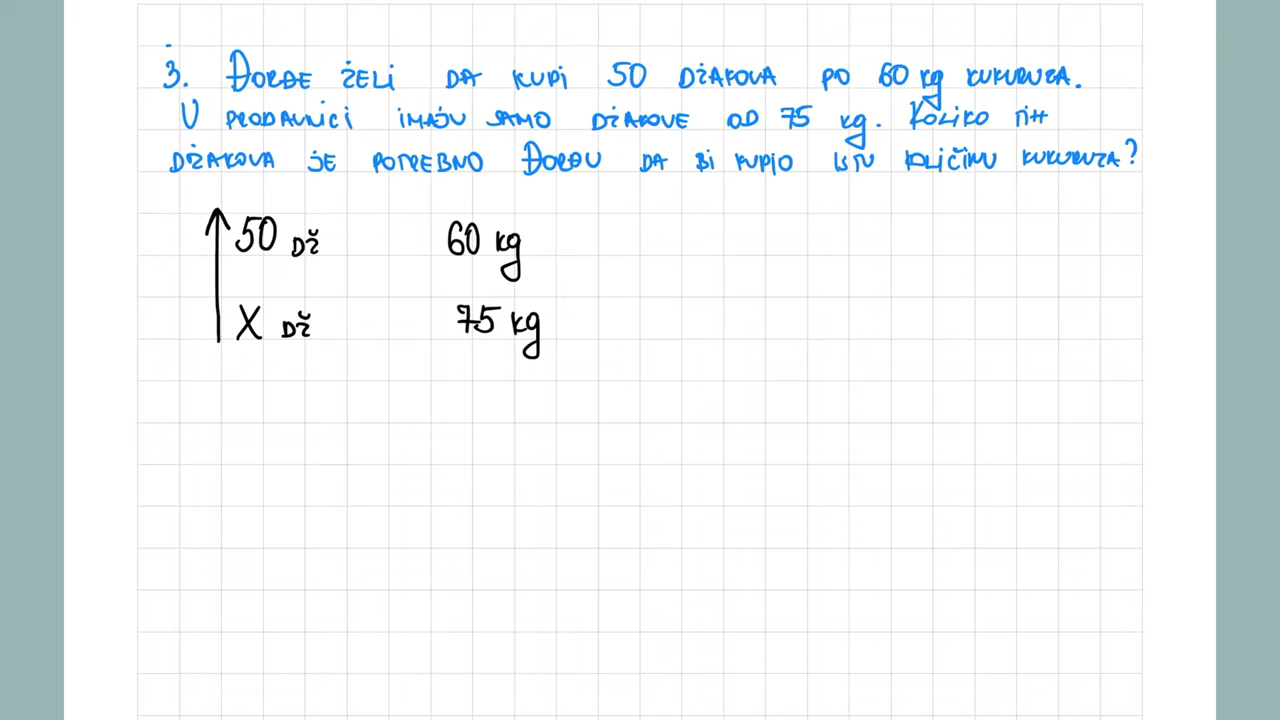 3. ĐORĐE ŽELI DA KUPI 50 DŽAKOVA PO 60 kg KUKURUZA.
U PRODAVNICI IMAJU SAMO DŽAKOVE OD 75 kg. KOLIKO TIH
DŽAKOVA JE POTREBNO ĐORĐU DA BI KUPIO ISTU KOLIČINU KUKURUZA?
50 DŽ 60 kg
X DŽ 75 kg